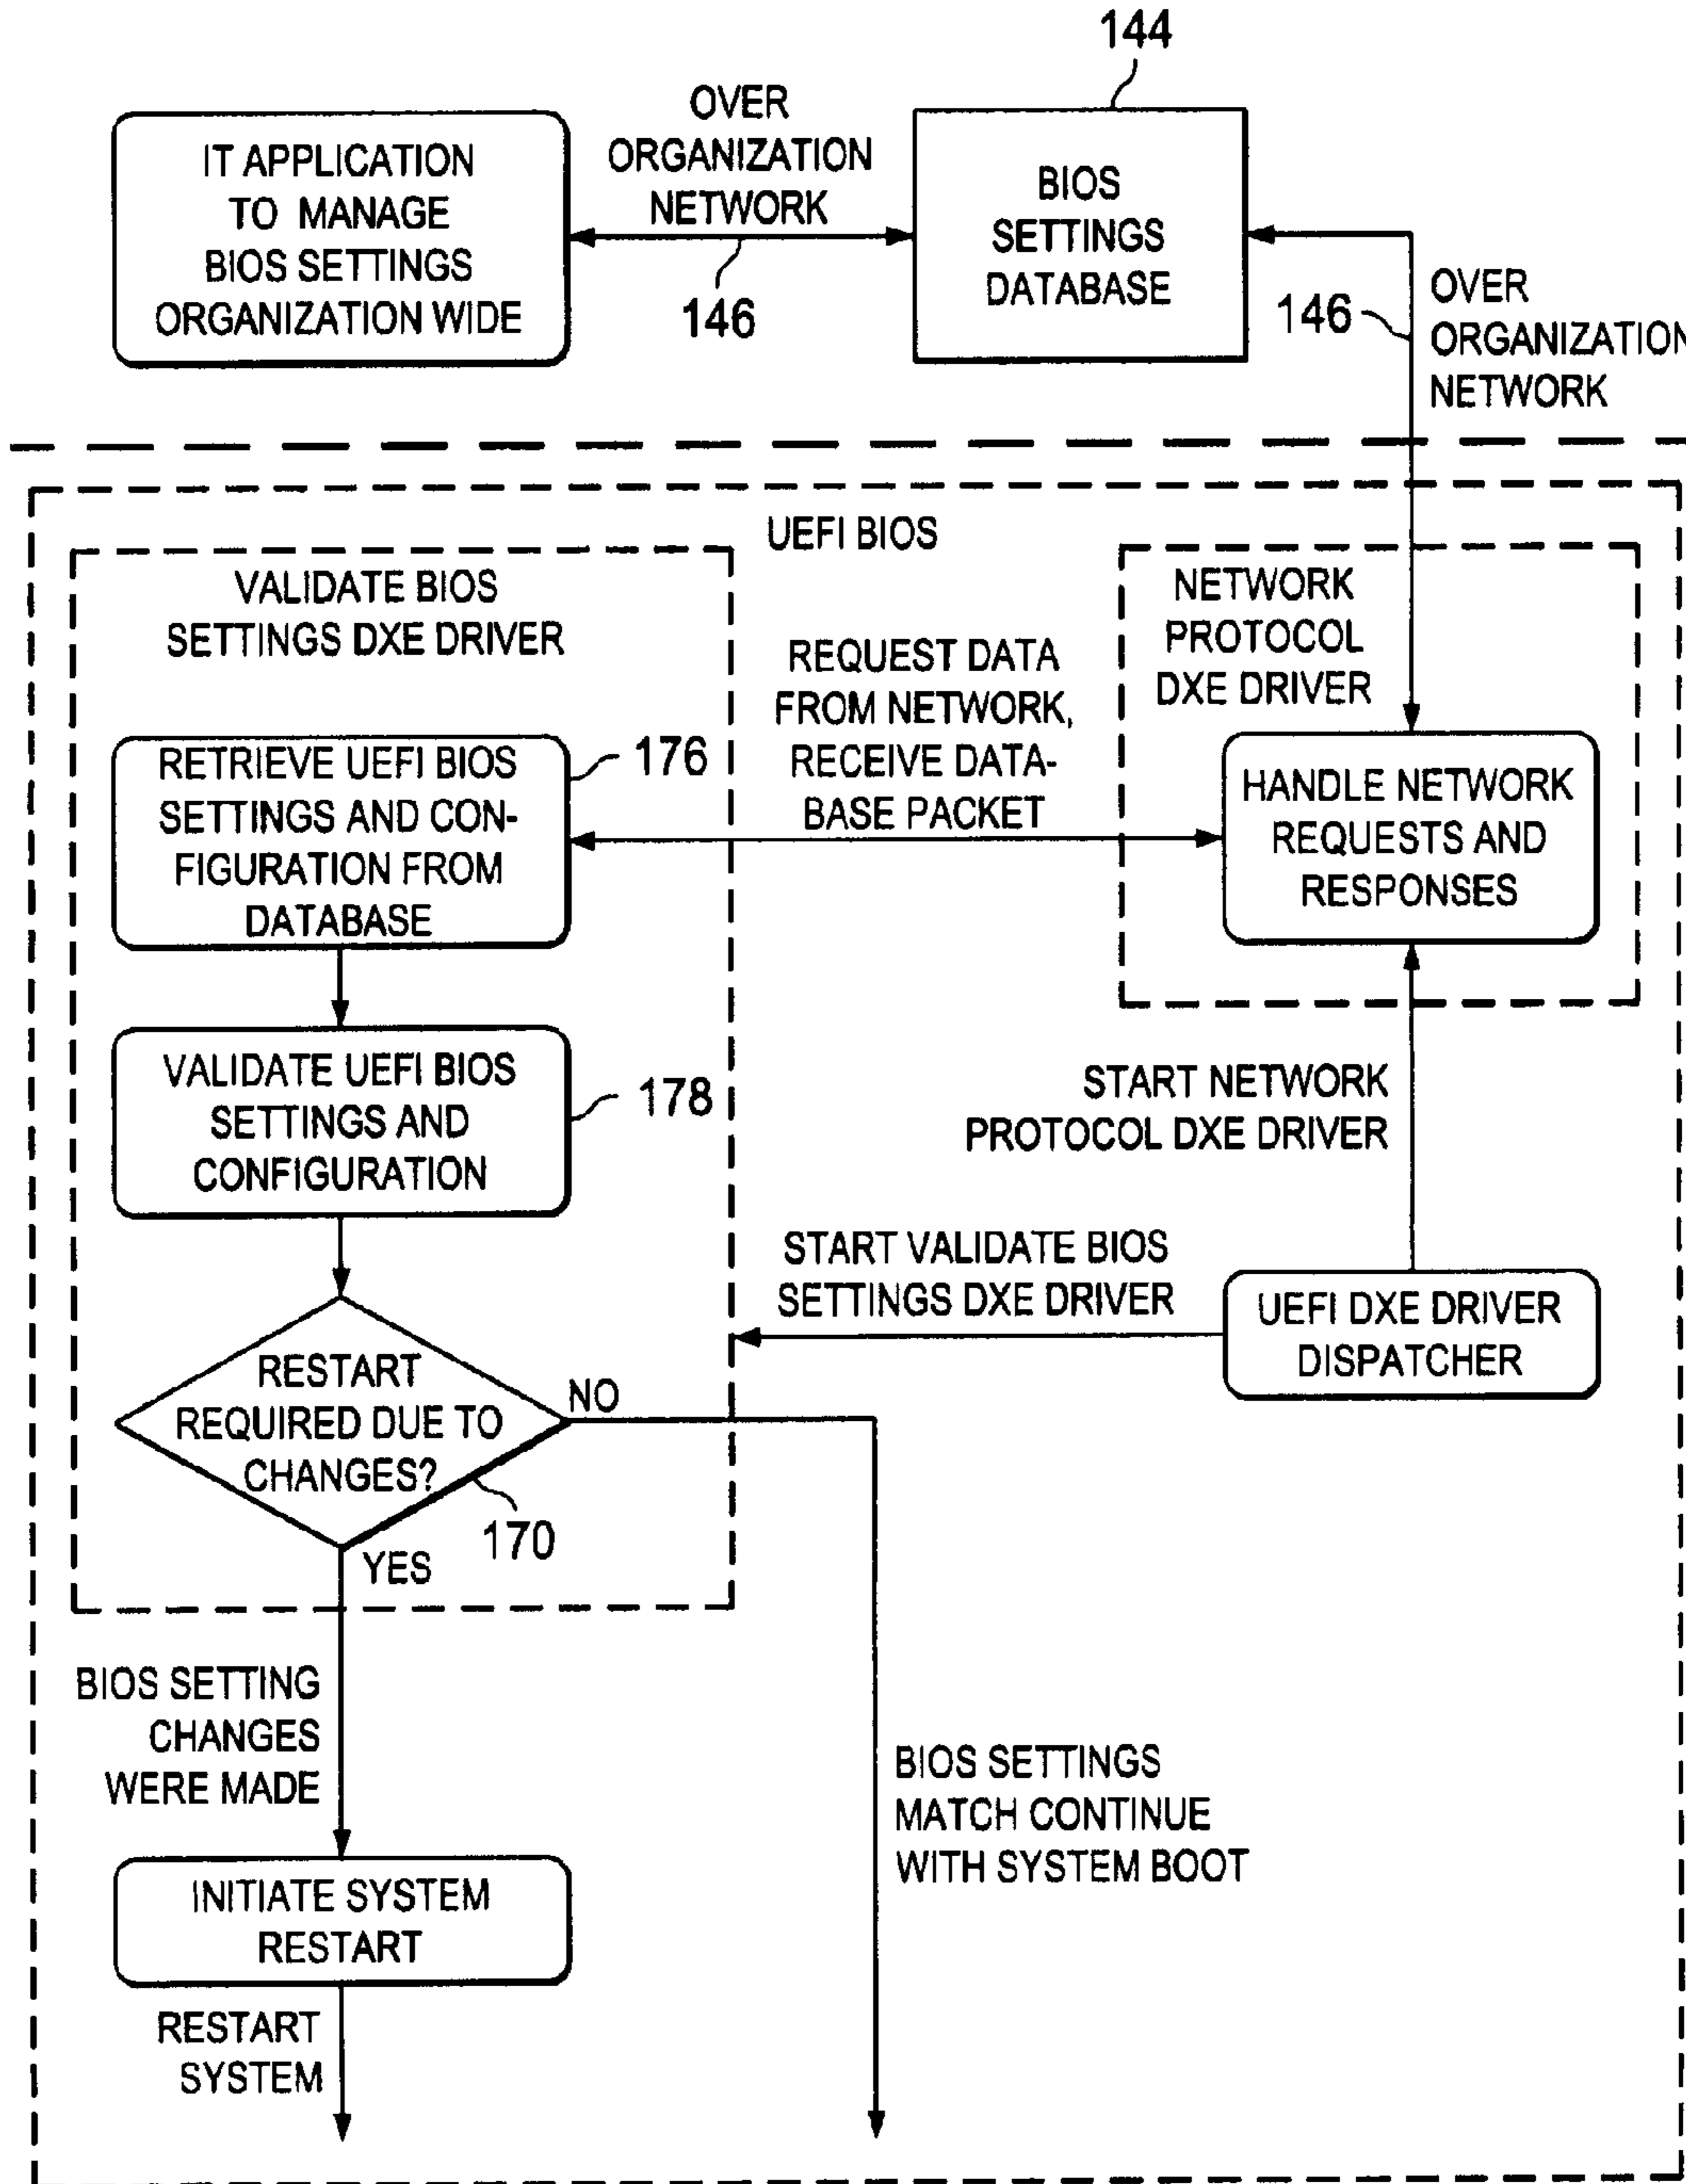 144
OVER
ORGANIZATION
NETWORK
146
IT APPLICATION
TO MANAGE
BIOS SETTINGS
ORGANIZATION WIDE
BIOS
SETTINGS
DATABASE
146
OVER
ORGANIZATION
NETWORK
UEFI BIOS
VALIDATE BIOS
SETTINGS DXE DRIVER
NETWORK
PROTOCOL
DXE DRIVER
REQUEST DATA
FROM NETWORK,
RECEIVE DATA-
BASE PACKET
RETRIEVE UEFI BIOS
SETTINGS AND CON-
FIGURATION FROM
DATABASE
176
HANDLE NETWORK
REQUESTS AND
RESPONSES
VALIDATE UEFI BIOS
SETTINGS AND
CONFIGURATION
178
START NETWORK
PROTOCOL DXE DRIVER
START VALIDATE BIOS
SETTINGS DXE DRIVER
UEFI DXE DRIVER
DISPATCHER
RESTART
REQUIRED DUE TO
CHANGES?
NO
170
YES
BIOS SETTING
CHANGES
WERE MADE
BIOS SETTINGS
MATCH CONTINUE
WITH SYSTEM BOOT
INITIATE SYSTEM
RESTART
RESTART
SYSTEM